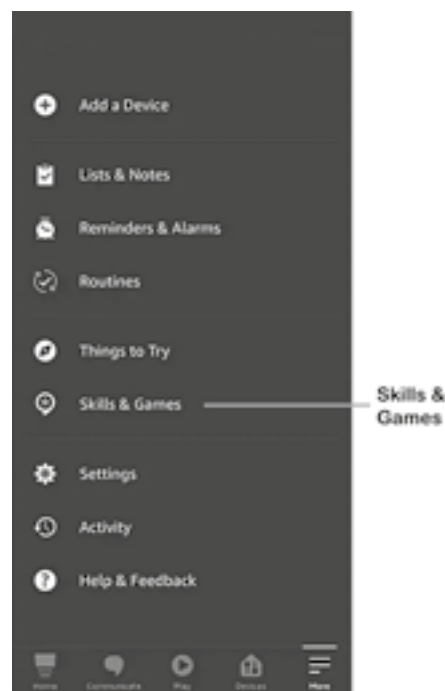 Add a Device
Lists & Notes
Reminders & Alarms
Routines
Things to Try
Skills & Games
Skills &
Games
Settings
Activity
Help & Feedback
Home
Communicate
Play
Devices
More